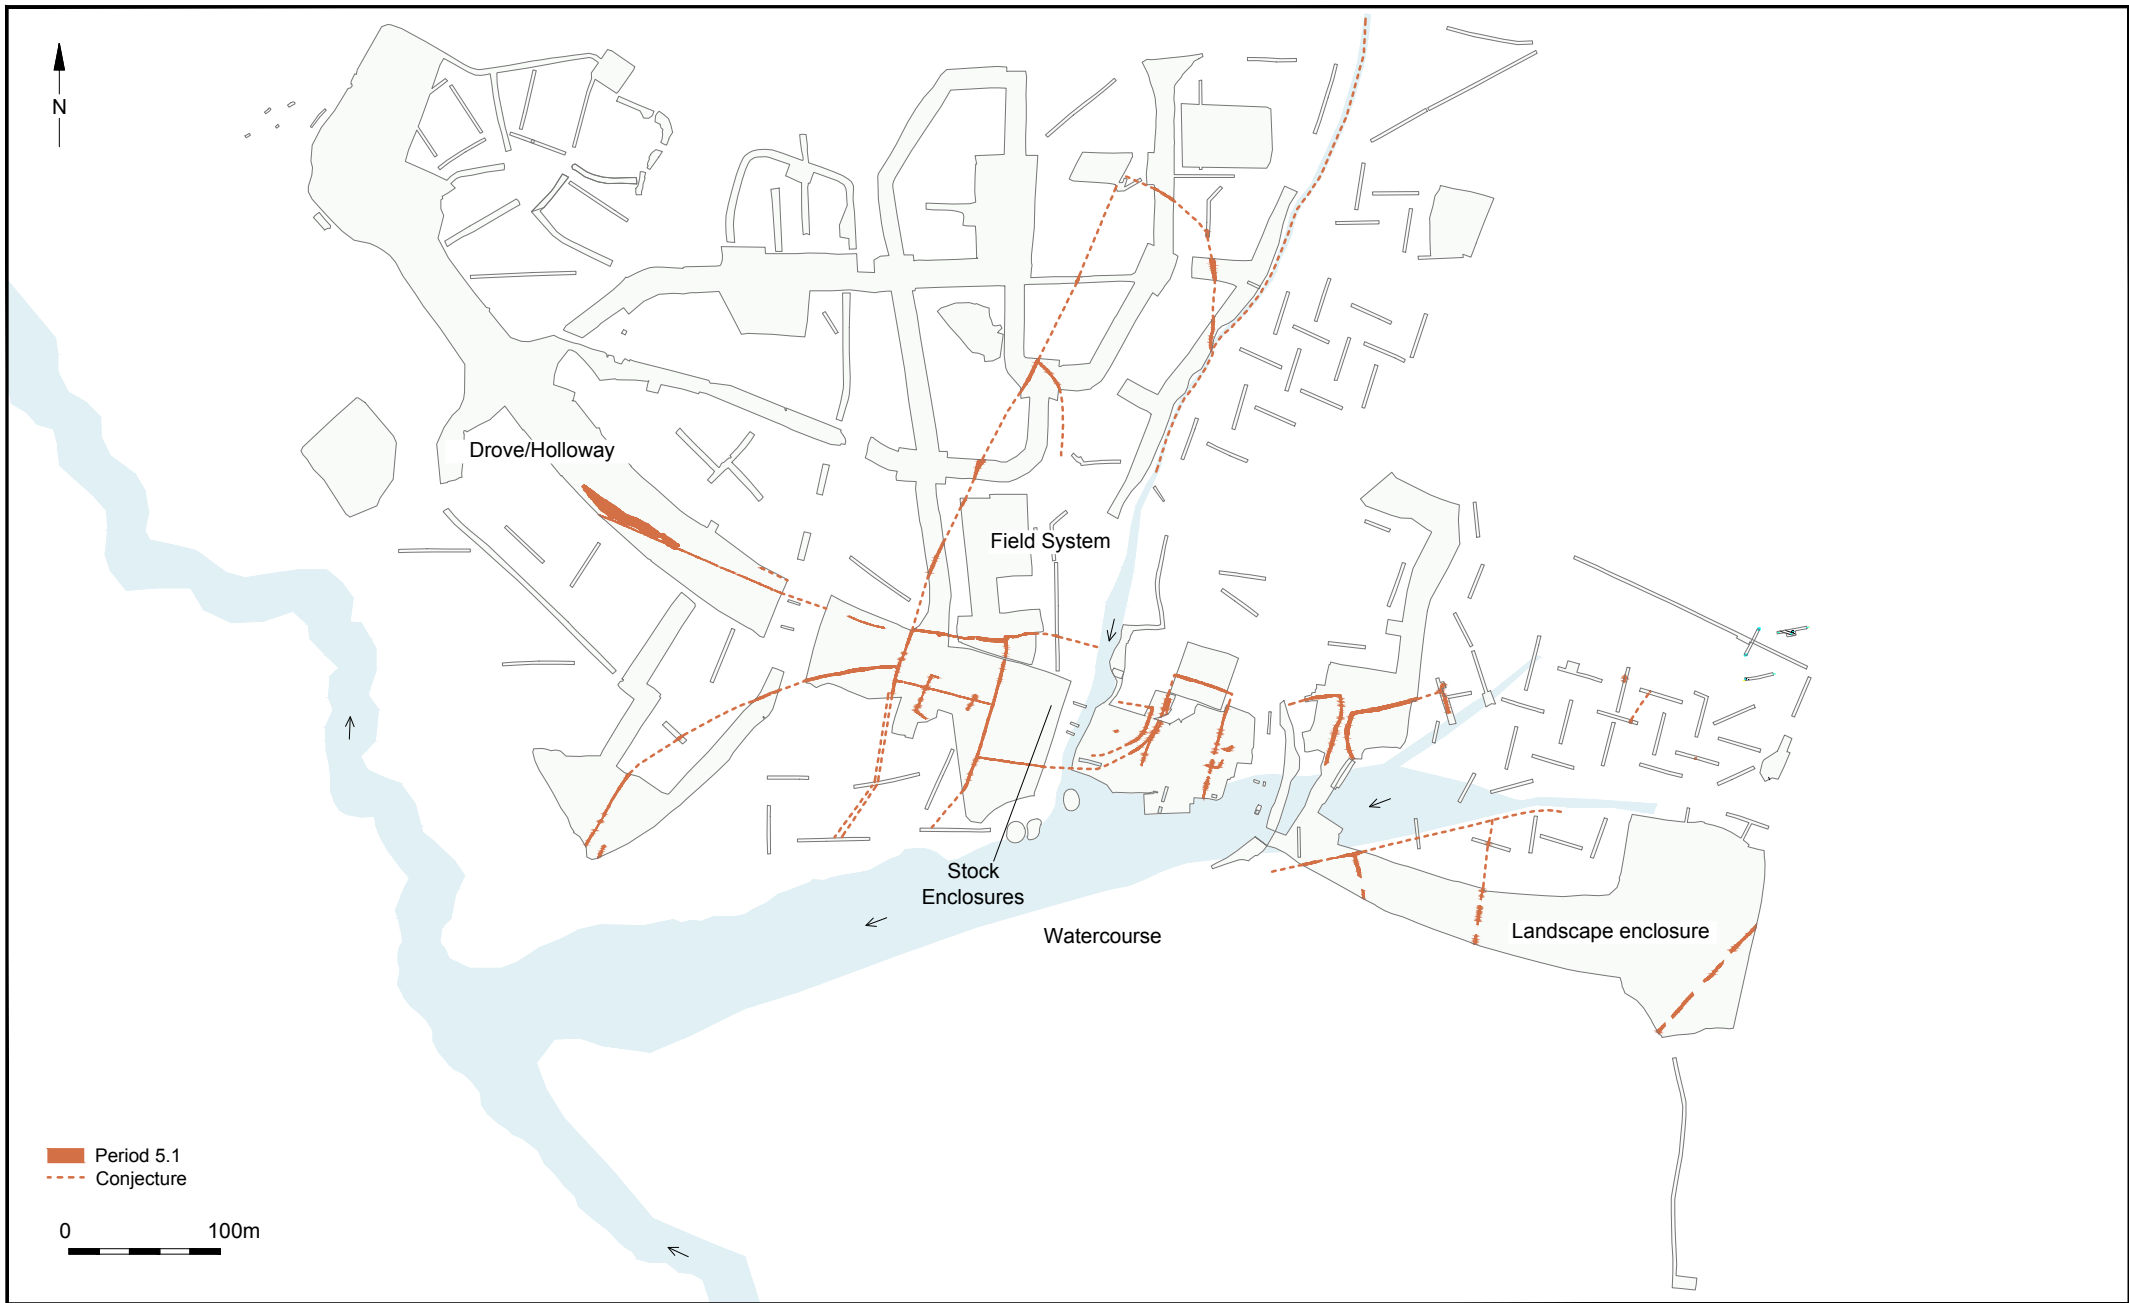 N
Drove/Holloway
Field System
Stock
Enclosures
Watercourse
Landscape enclosure
Period 5.1
Conjecture
0 100m